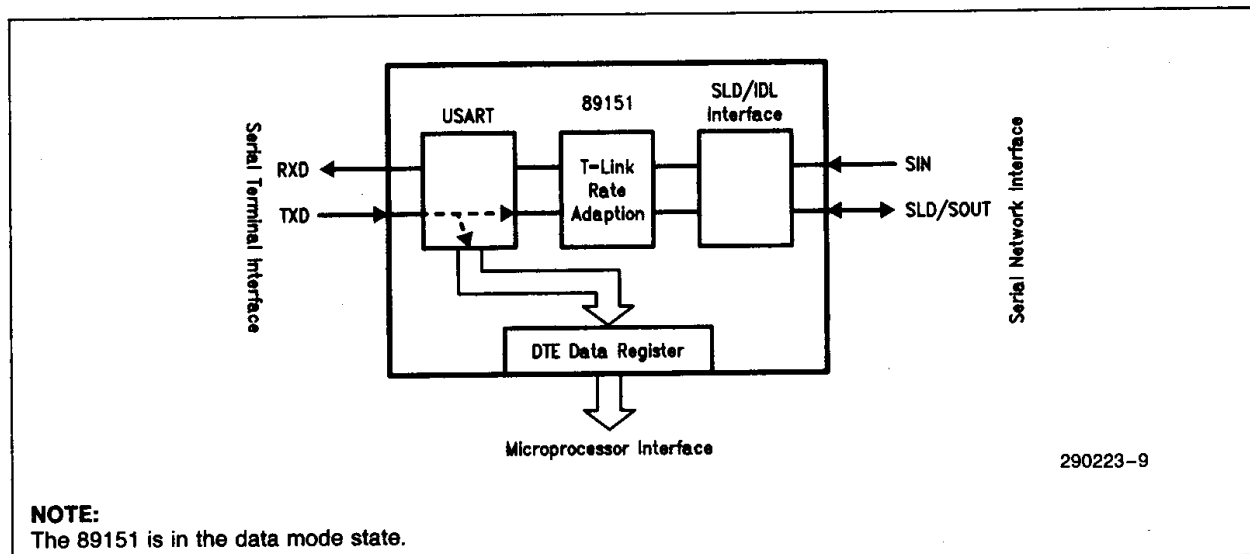 USART
89151
SLD/IDL
Interface
Serial Terminal Interface
RXD
TXD
T-Link
Rate
Adaption
SIN
SLD/SOUT
Serial Network Interface
DTE Data Register
Microprocessor Interface
290223-9
NOTE:
The 89151 is in the data mode state.